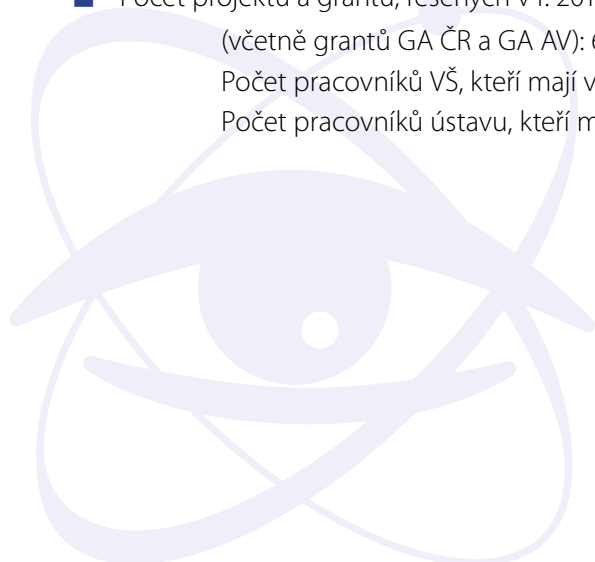 Počet projektů a grantů, řešených v r. 201
(včetně grantů GA ČR a GA AV): 6
Počet pracovníků VŠ, kteří mají v
Počet pracovníků ústavu, kteří m